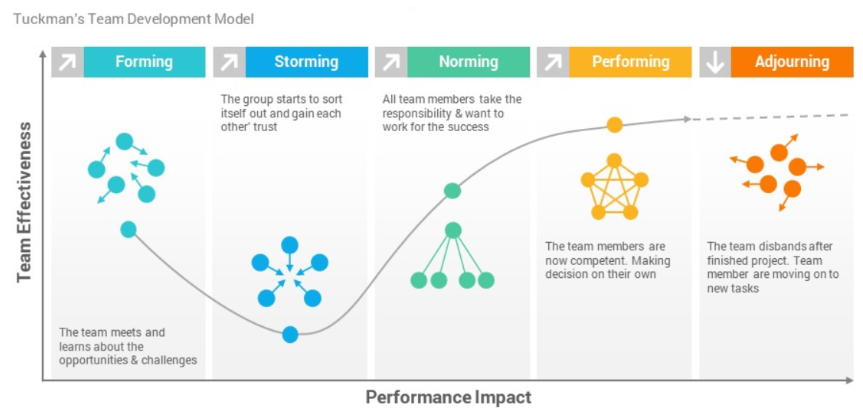 Tuckman's Team Development Model
Forming
Storming
Norming
Performing
Adjourning
The group starts to sort
itself out and gain each
other' trust
All team members take the
responsibility & want to
work for the success
Team Effectiveness
The team members are
now competent. Making
decision on their own
The team disbands after
finished project. Team
member are moving on to
new tasks
The team meets and
learns about the
opportunities & challenges
Performance Impact